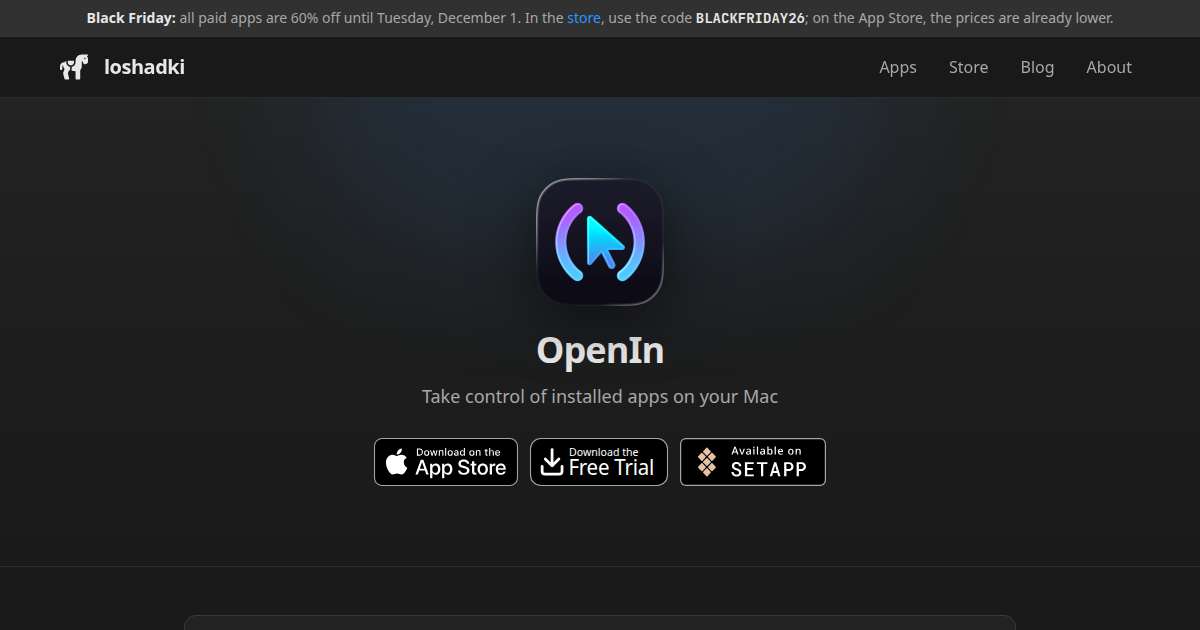 Black Friday: all paid apps are 60% off until Tuesday, December 1. In the store, use the code BLACKFRIDAY26; on the App Store, the prices are already lower.
loshadki
Apps
Store
Blog
About
OpenIn
Take control of installed apps on your Mac
Download on the
App Store
Download the
Free Trial
Available on
SETAPP